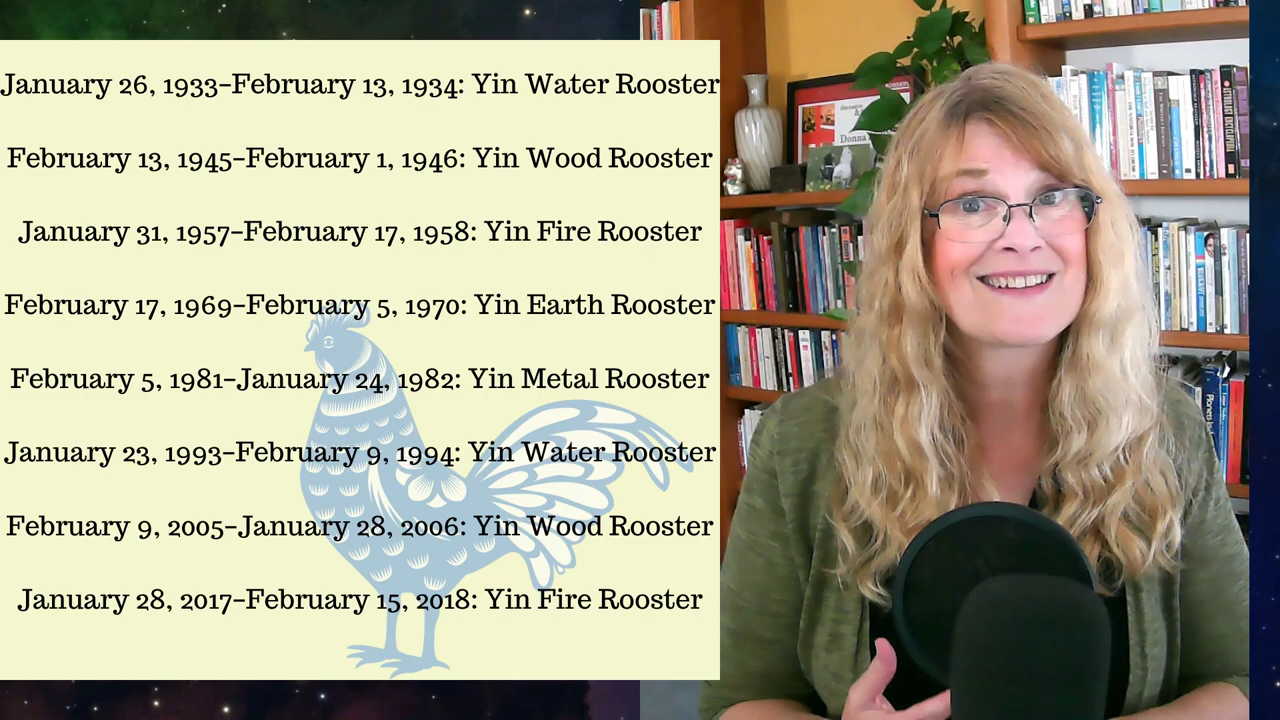 January 26, 1933–February 13, 1934: Yin Water Rooster
February 13, 1945–February 1, 1946: Yin Wood Rooster
January 31, 1957–February 17, 1958: Yin Fire Rooster
February 17, 1969–February 5, 1970: Yin Earth Rooster
February 5, 1981–January 24, 1982: Yin Metal Rooster
January 23, 1993–February 9, 1994: Yin Water Rooster
February 9, 2005–January 28, 2006: Yin Wood Rooster
January 28, 2017–February 15, 2018: Yin Fire Rooster
BORDERS
discussion,
Donna